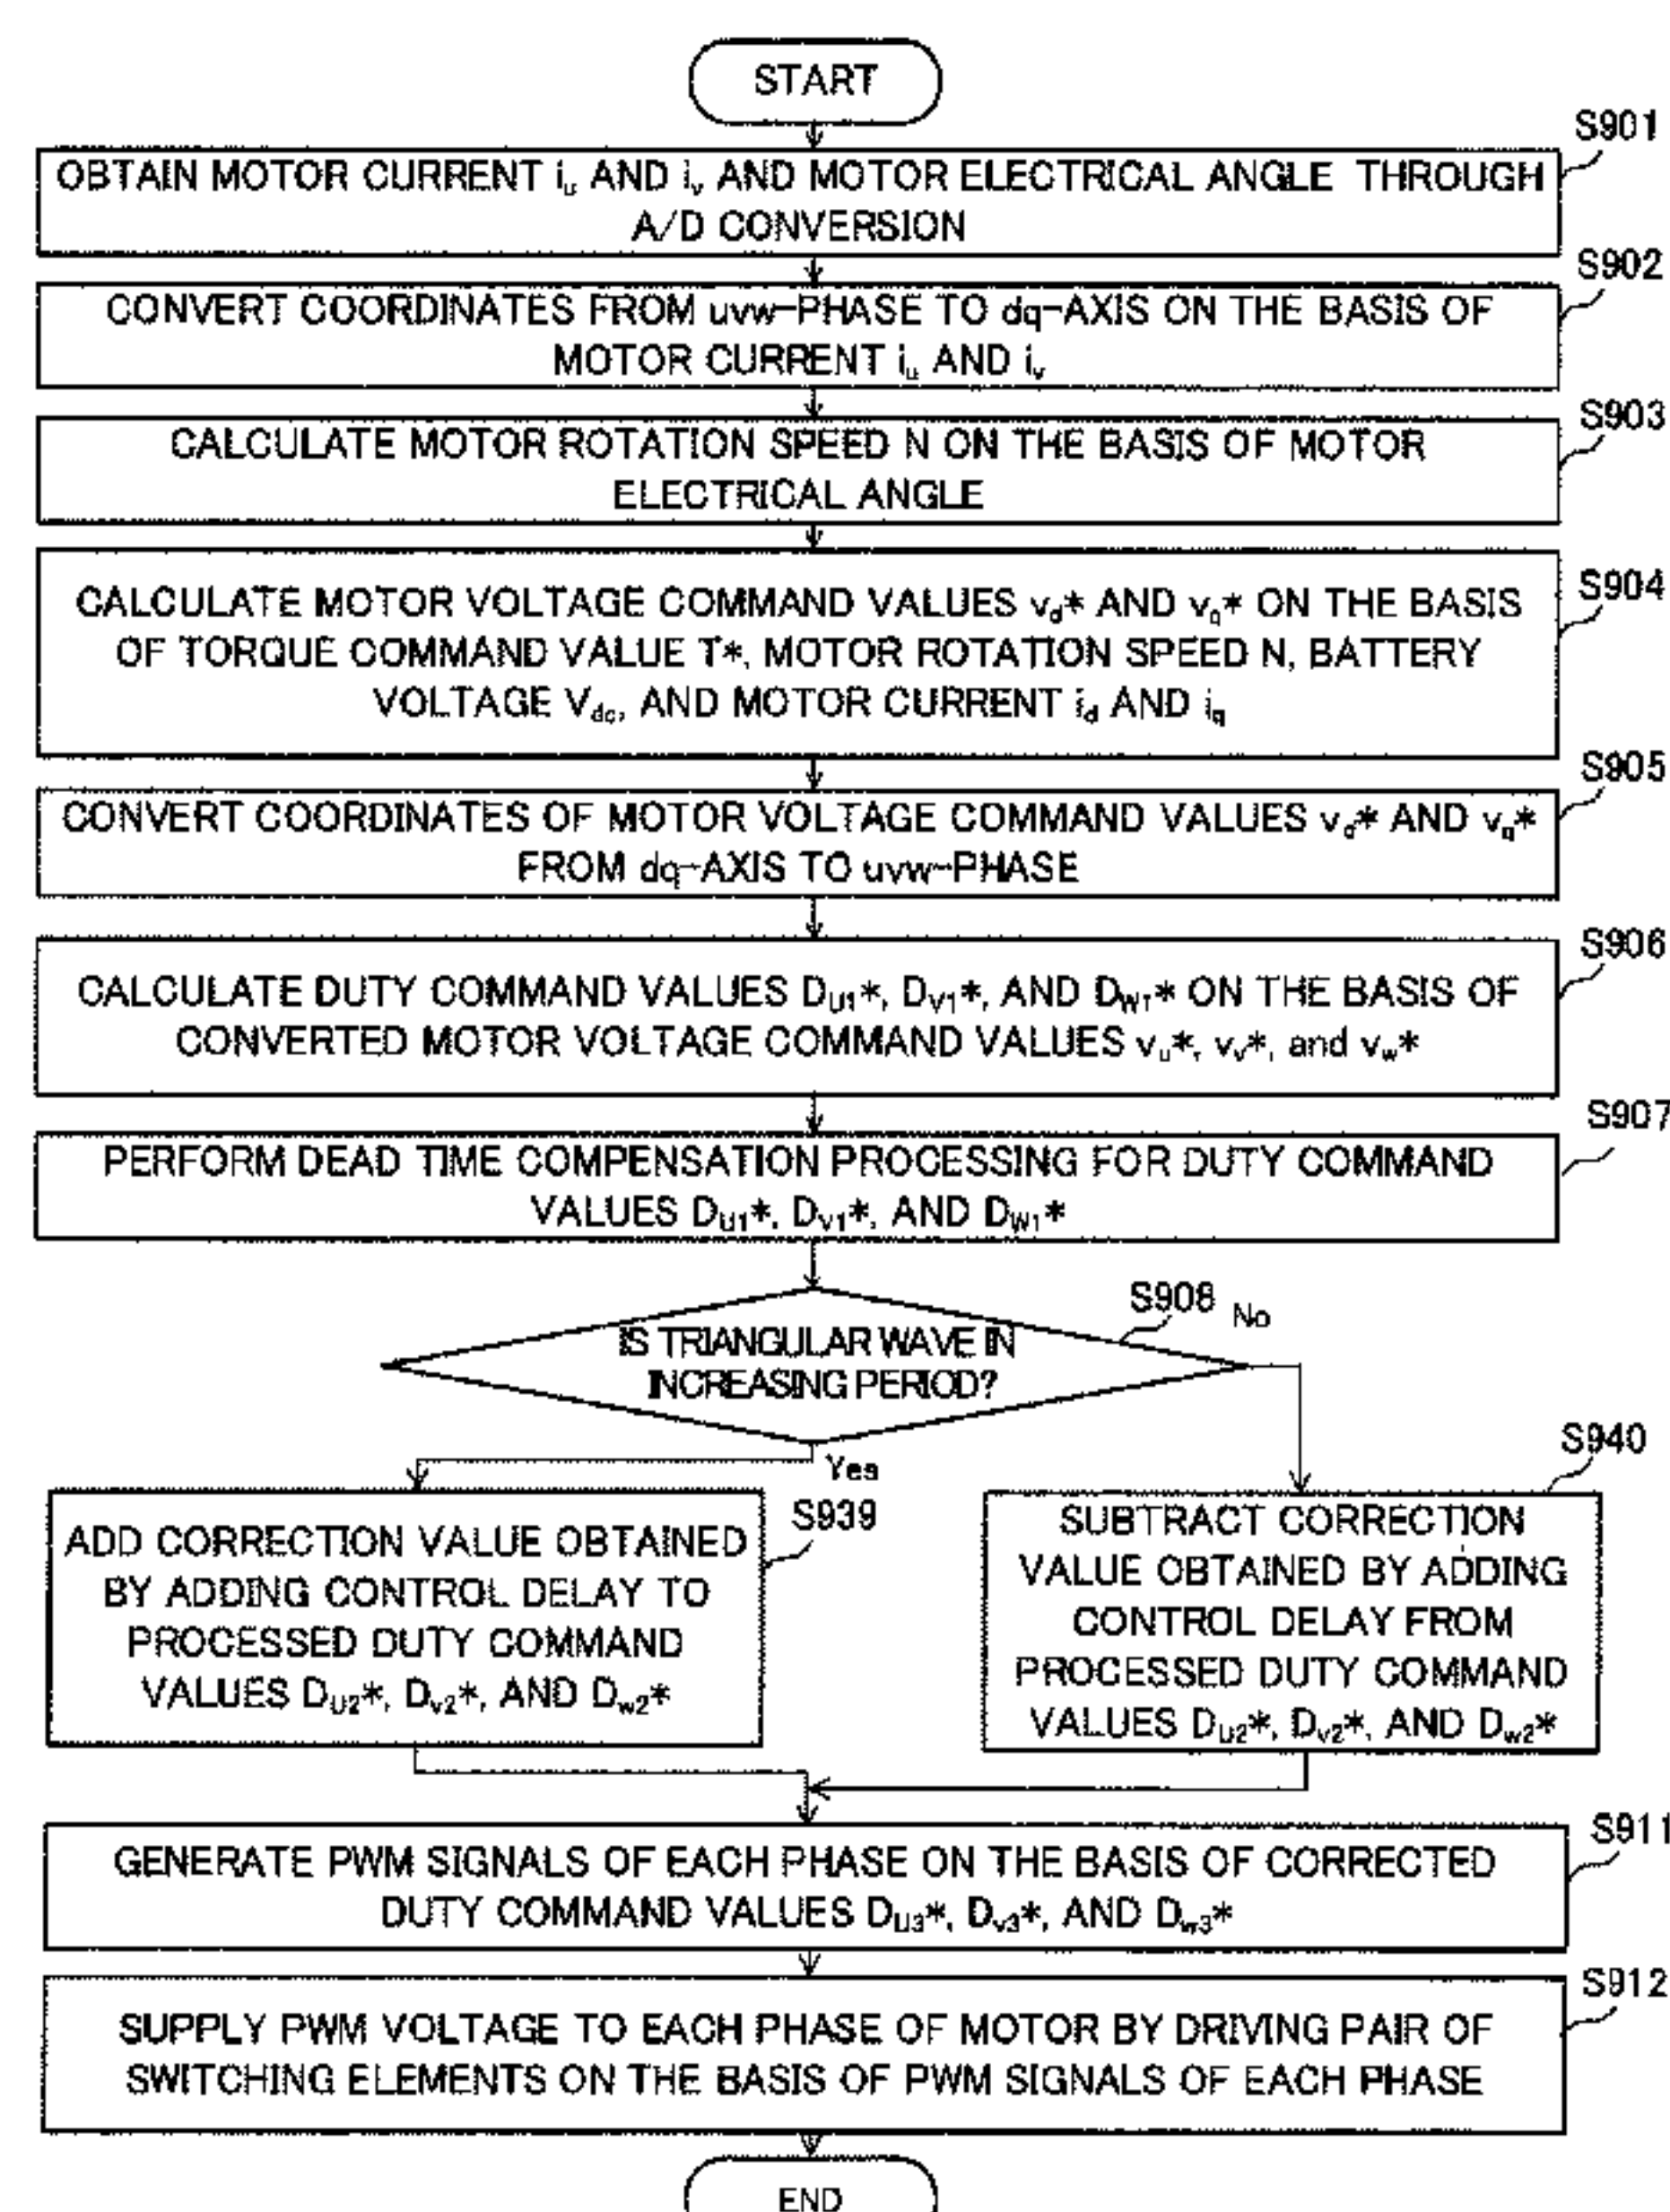 START
S901
OBTAIN MOTOR CURRENT iu AND iv AND MOTOR ELECTRICAL ANGLE THROUGH
A/D CONVERSION
S902
CONVERT COORDINATES FROM uvw-PHASE TO dq-AXIS ON THE BASIS OF
MOTOR CURRENT iu AND iv
S903
CALCULATE MOTOR ROTATION SPEED N ON THE BASIS OF MOTOR
ELECTRICAL ANGLE
S904
CALCULATE MOTOR VOLTAGE COMMAND VALUES vd* AND vq* ON THE BASIS
OF TORQUE COMMAND VALUE T*, MOTOR ROTATION SPEED N, BATTERY
VOLTAGE Vdc, AND MOTOR CURRENT id AND iq
S905
CONVERT COORDINATES OF MOTOR VOLTAGE COMMAND VALUES vd* AND vq*
FROM dq-AXIS TO uvw-PHASE
S906
CALCULATE DUTY COMMAND VALUES DU1*, DV1*, AND DW1* ON THE BASIS OF
CONVERTED MOTOR VOLTAGE COMMAND VALUES vu*, vv*, and vw*
S907
PERFORM DEAD TIME COMPENSATION PROCESSING FOR DUTY COMMAND
VALUES DU1*, DV1*, AND DW1*
S908
No
IS TRIANGULAR WAVE IN
INCREASING PERIOD?
Yes
S939
ADD CORRECTION VALUE OBTAINED
BY ADDING CONTROL DELAY TO
PROCESSED DUTY COMMAND
VALUES DU2*, Dv2*, AND Dw2*
S940
SUBTRACT CORRECTION
VALUE OBTAINED BY ADDING
CONTROL DELAY FROM
PROCESSED DUTY COMMAND
VALUES DU2*, Dv2*, AND Dw2*
S911
GENERATE PWM SIGNALS OF EACH PHASE ON THE BASIS OF CORRECTED
DUTY COMMAND VALUES DU3*, Dv3*, AND Dw3*
S912
SUPPLY PWM VOLTAGE TO EACH PHASE OF MOTOR BY DRIVING PAIR OF
SWITCHING ELEMENTS ON THE BASIS OF PWM SIGNALS OF EACH PHASE
END